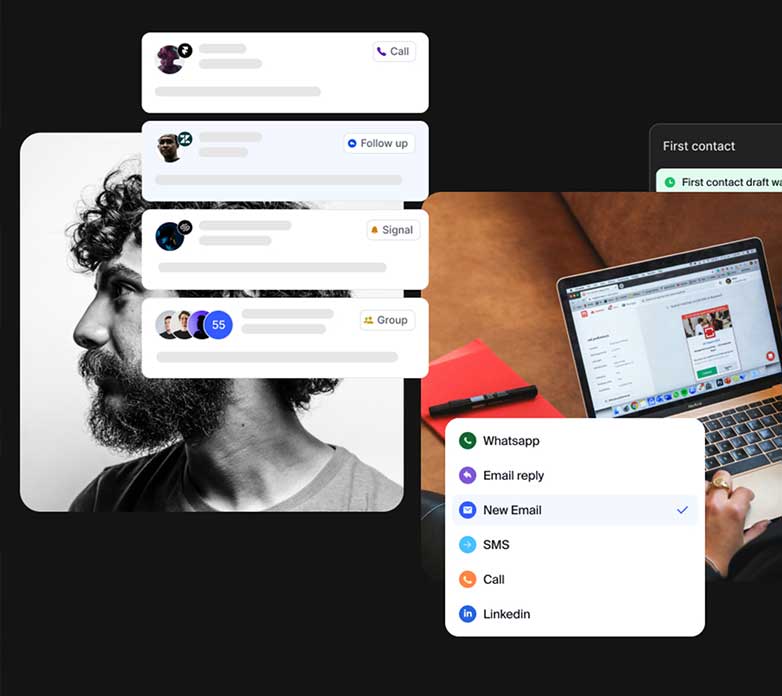 Call
Follow up
Signal
55
Group
First contact
First contact draft wa
Whatsapp
Email reply
New Email
SMS
Call
in Linkedin